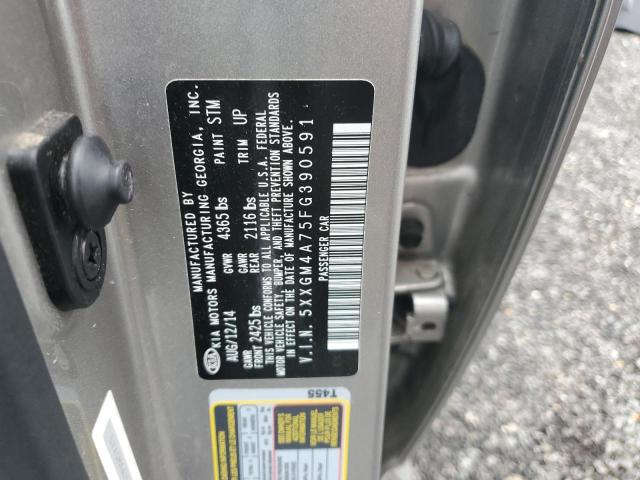 MANUFACTURED BY
KIA KIA MOTORS MANUFACTURING GEORGIA, INC.
AUG/12/14 GVWR 4365 lbs PAINT STM
GAWR FRONT 2425 lbs GAWR REAR 2116 lbs TRIM UP
THIS VEHICLE CONFORMS TO ALL APPLICABLE U.S.A. FEDERAL
MOTOR VEHICLE SAFETY, BUMPER, AND THEFT PREVENTION STANDARDS
IN EFFECT ON THE DATE OF MANUFACTURE SHOWN ABOVE.
V.I.N. 5XXGM4A75FG390591
PASSENGER CAR
T455